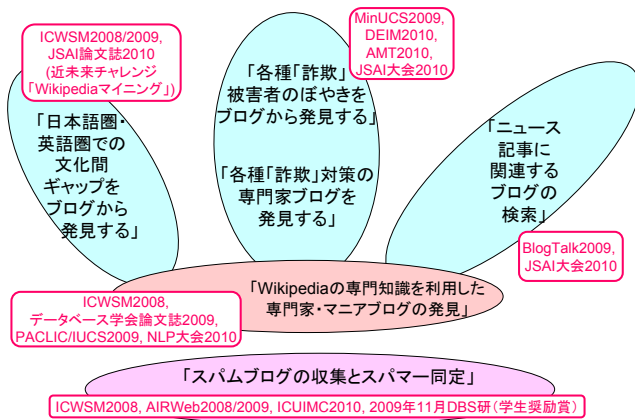 ICWSM2008/2009,
JSAI論文誌2010
(近未来チャレンジ
「Wikipediaマイニング」)
「日本語圏・
英語圏での
文化間
ギャップを
ブログから
発見する」
MinUCS2009,
DEIM2010,
AMT2010,
JSAI大会2010
「各種「詐欺」
被害者のぼやきを
ブログから発見する」
「各種「詐欺」対策の
専門家ブログを
発見する」
「ニュース
記事に
関連する
ブログの
検索」
BlogTalk2009,
JSAI大会2010
「Wikipediaの専門知識を利用した
専門家・マニアブログの発見」
ICWSM2008,
データベース学会論文誌2009,
PACLIC/IUCS2009, NLP大会2010
「スパムブログの収集とスパマー同定」
ICWSM2008, AIRWeb2008/2009, ICUIMC2010, 2009年11月DBS研(学生奨励賞)